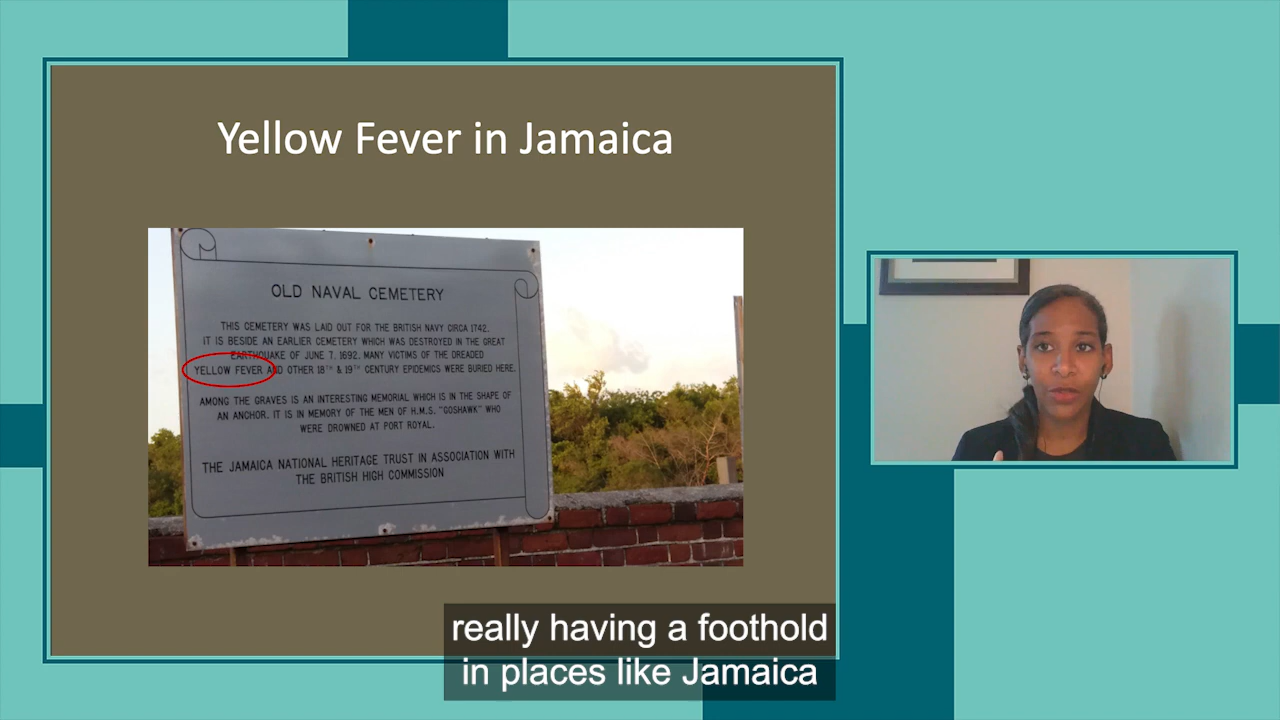 Yellow Fever in Jamaica
OLD NAVAL CEMETERY
THIS CEMETERY WAS LAID OUT FOR THE BRITISH NAVY CIRCA 1742.
IT IS BESIDE AN EARLIER CEMETERY WHICH WAS DESTROYED IN THE GREAT
EARTHQUAKE OF JUNE 7. 1692. MANY VICTIMS OF THE DREADED
YELLOW FEVER AND OTHER 18TH & 19TH CENTURY EPIDEMICS WERE BURIED HERE.
AMONG THE GRAVES IS AN INTERESTING MEMORIAL WHICH IS IN THE SHAPE OF
AN ANCHOR. IT IS IN MEMORY OF THE MEN OF H.M.S. "GOSHAWK" WHO
WERE DROWNED AT PORT ROYAL.
THE JAMAICA NATIONAL HERITAGE TRUST IN ASSOCIATION WITH
THE BRITISH HIGH COMMISSION
really having a foothold
in places like Jamaica